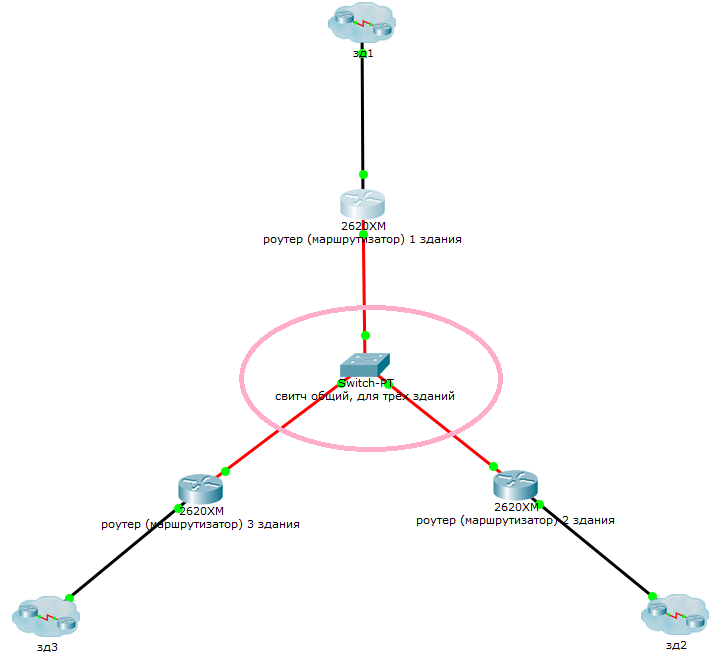 зд1
2620XM
роутер (маршрутизатор) 1 здания
Switch-PT
свитч общий, для трех зданий
2620XM
роутер (маршрутизатор) 3 здания
2620XM
роутер (маршрутизатор) 2 здания
зд3
зд2